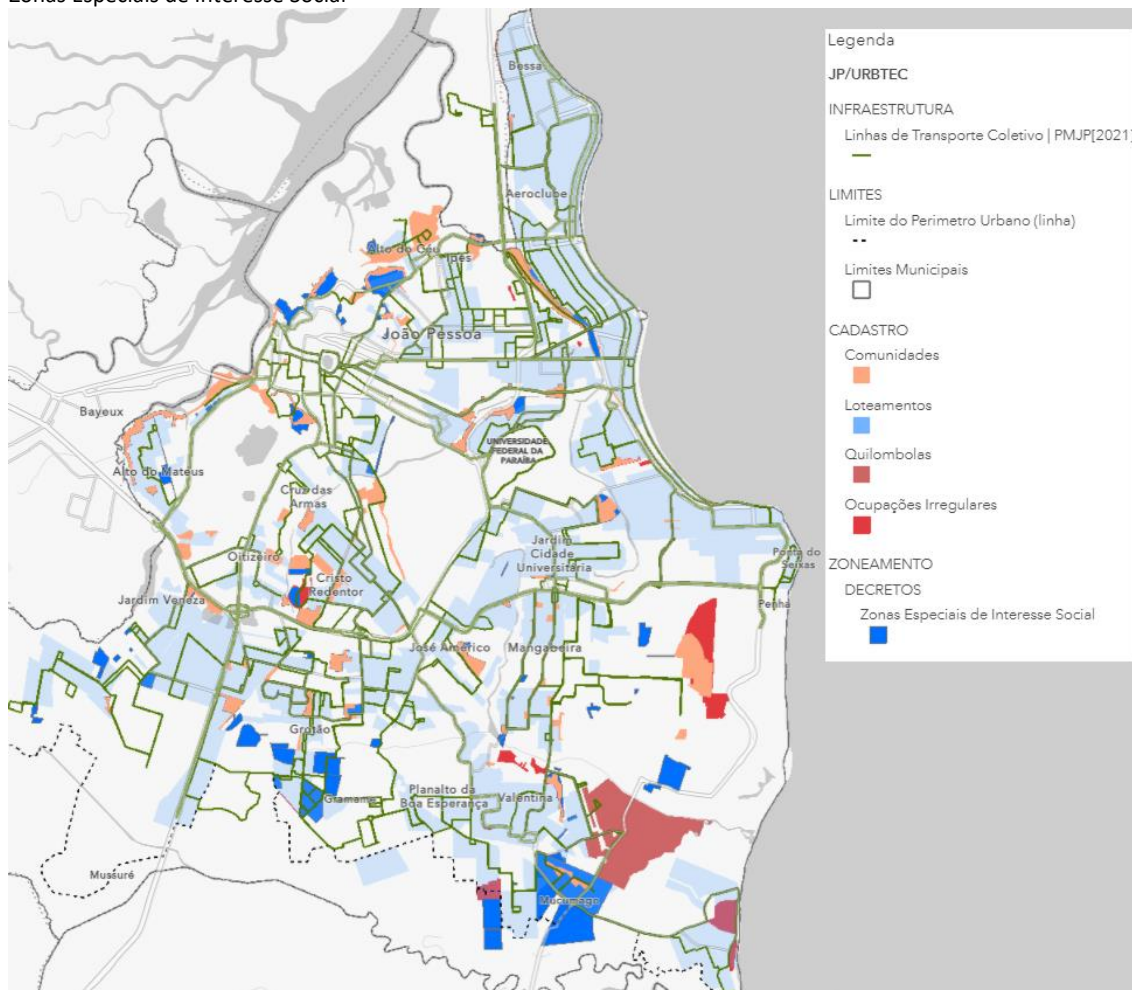 Zonas Especiais de Interesse Social
Legenda
JP/URBTEC
INFRAESTRUTURA
Linhas de Transporte Coletivo | PMJP[2021]
LIMITES
Limite do Perimetro Urbano (linha)
Limites Municipais
CADASTRO
Comunidades
Loteamentos
Quilombolas
Ocupações Irregulares
ZONEAMENTO
DECRETOS
Zonas Especiais de Interesse Social
Bessa
Aeroclube
Alto do Céu
Ipês
João Pessoa
Bayeux
UNIVERSIDADE
FEDERAL DA
PARAÍBA
Alto do Mateus
Cruz das
Armas
Jardim
Cidade
Universitária
Ponta do
Seixas
Oitizeiro
Cristo
Redentor
Jardim Veneza
Penha
José Américo
Mangabeira
Grotão
Planalto da
Boa Esperança
Valentina
Gramame
Mussuré
Muçumago